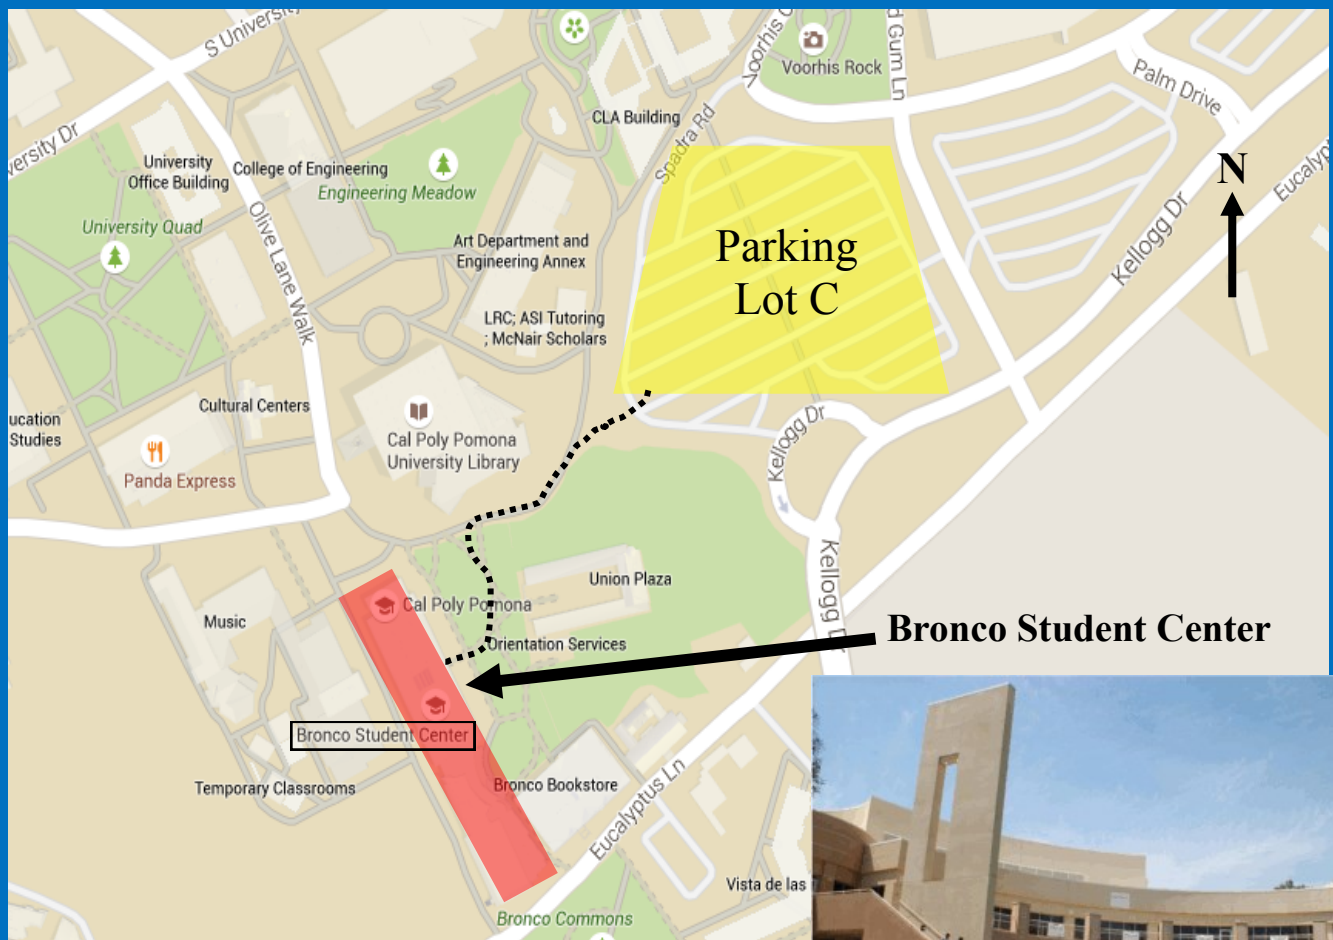 S University
Voorhis
d Gum Ln
Voorhis Rock
Palm Drive
CLA Building
Spadra Rd
versity Dr
University
Office Building
College of Engineering
Engineering Meadow
N
Eucalypt
Olive Lane Walk
University Quad
Art Department and
Engineering Annex
Parking
Lot C
Kellogg Dr
LRC; ASI Tutoring
; McNair Scholars
Cultural Centers
ucation
Studies
Cal Poly Pomona
University Library
Kellogg Dr
Panda Express
Kellogg Dr
Union Plaza
Cal Poly Pomona
Music
Orientation Services
Bronco Student Center
Bronco Student Center
Temporary Classrooms
Bronco Bookstore
Eucalyptus Ln
Vista de las
Bronco Commons